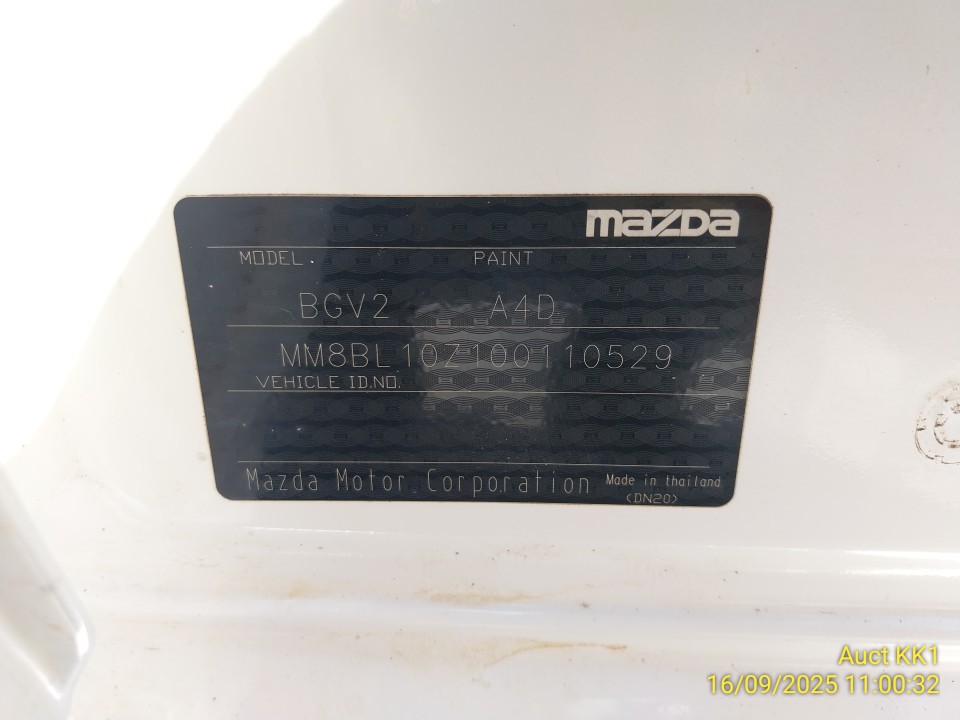 mazda
MODEL PAINT
BGV2 A4D
MM8BL10Z100110529
VEHICLE ID.NO.
Mazda Motor Corporation Made in thailand
(DN20)
Auct KK1
16/09/2025 11:00:32